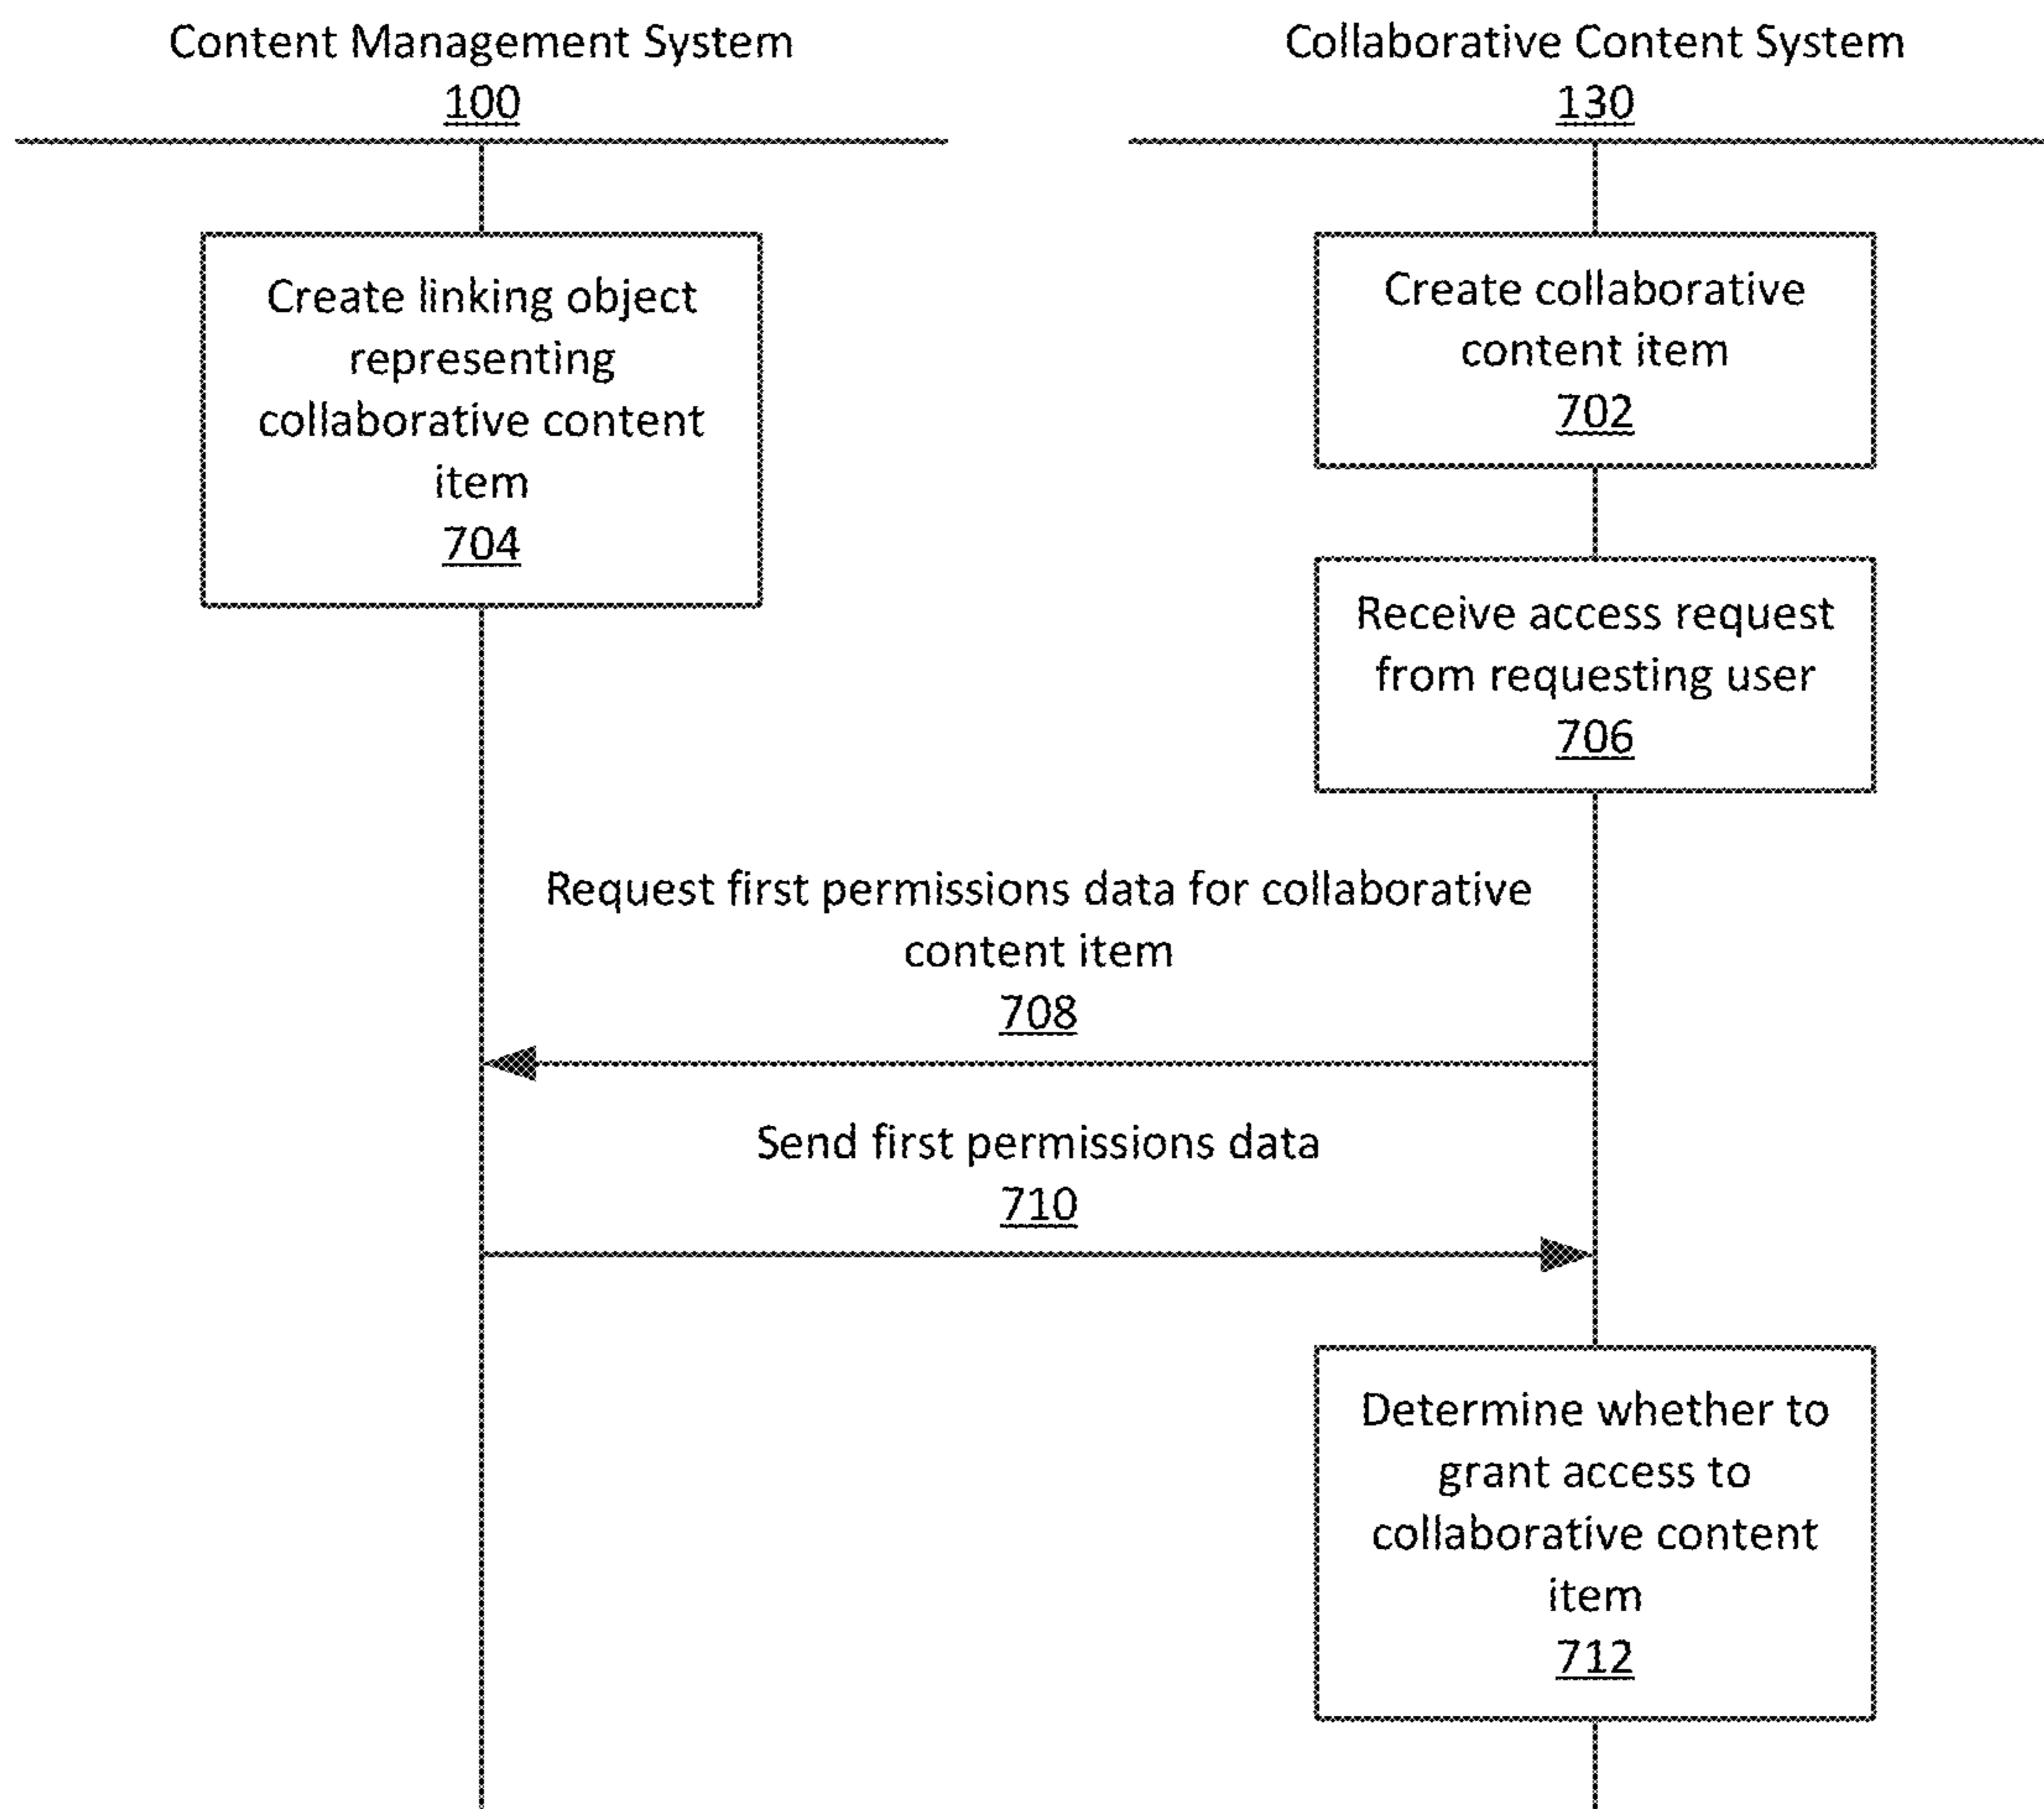 Content Management System
100
Collaborative Content System
130
Create linking object
representing
collaborative content
item
704
Create collaborative
content item
702
Receive access request
from requesting user
706
Request first permissions data for collaborative
content item
708
Send first permissions data
710
Determine whether to
grant access to
collaborative content
item
712